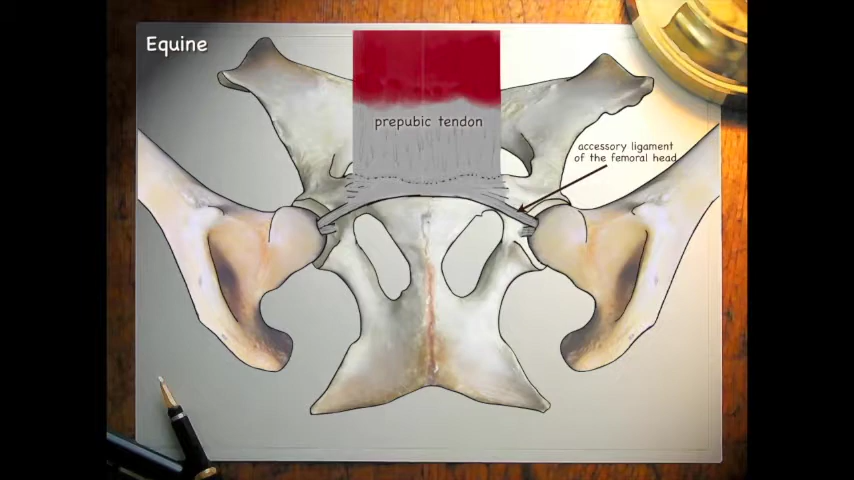 Equine
prepubic tendon
accessory ligament
of the femoral head